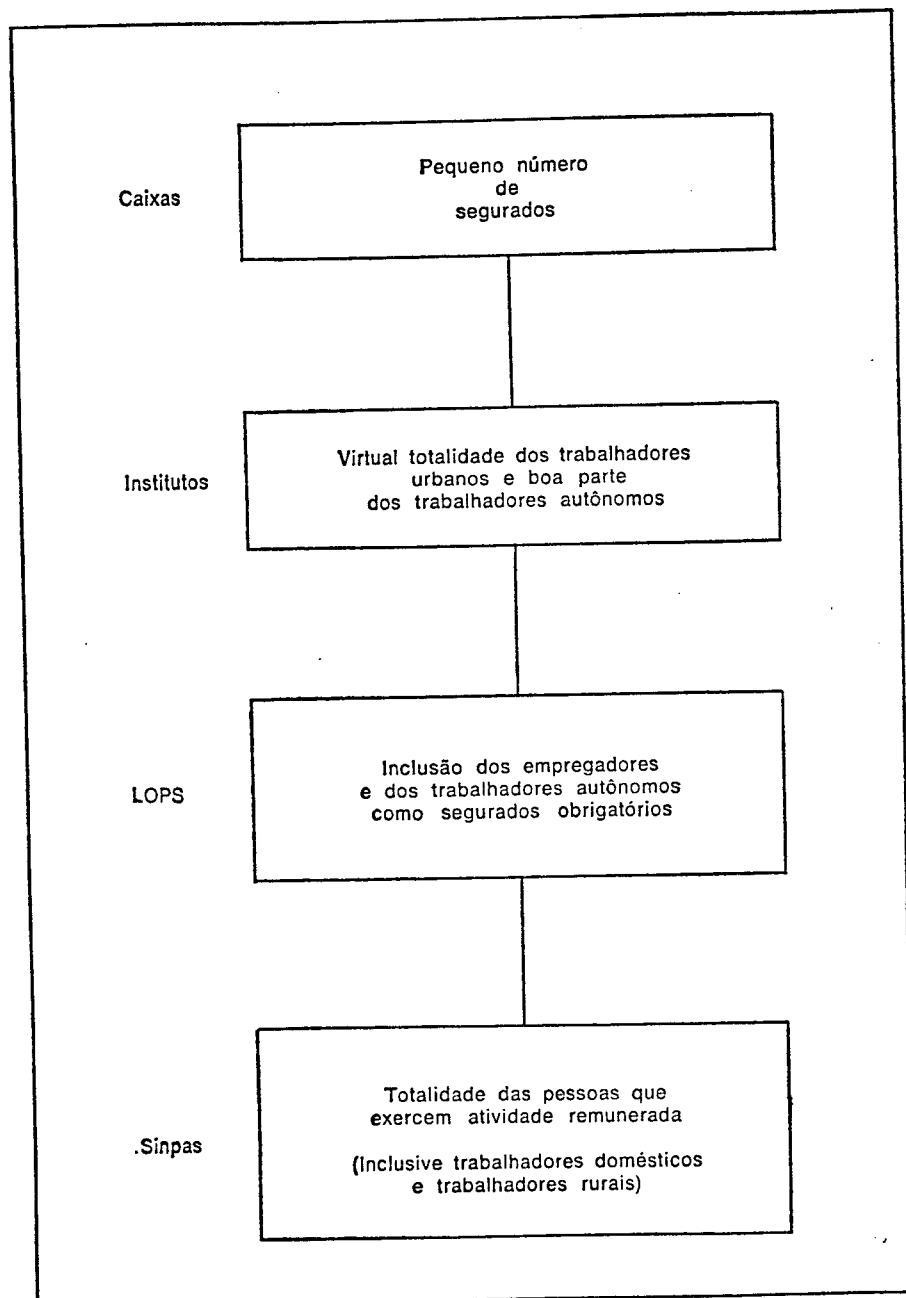 Caixas
Pequeno número
de
segurados
Institutos
Virtual totalidade dos trabalhadores
urbanos e boa parte
dos trabalhadores autônomos
LOPS
Inclusão dos empregadores
e dos trabalhadores autônomos
como segurados obrigatórios
.Sinpas
Totalidade das pessoas que
exercem atividade remunerada
(Inclusive trabalhadores domésticos
e trabalhadores rurais)